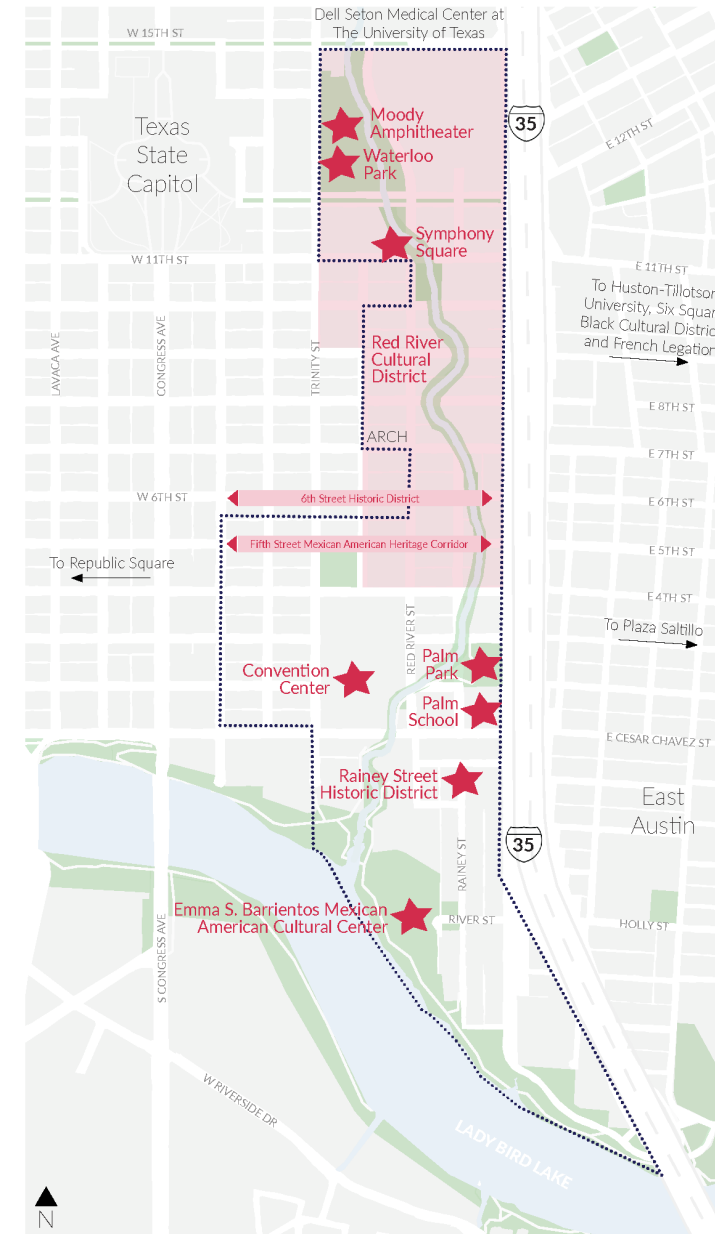 Dell Seton Medical Center at
The University of Texas
W 15TH ST
35
Moody
Amphitheater
E 12TH ST
Texas
State
Capitol
Waterloo
Park
Symphony
Square
W 11TH ST
E 11TH ST
To Huston-Tillotson
University, Six Squar
Black Cultural Distric
and French Legation
LAVACA AVE
CONGRESS AVE
TRINITY ST
Red River
Cultural
District
E 8TH ST
ARCH
E 7TH ST
W 6TH ST
6th Street Historic District
E 6TH ST
Fifth Street Mexican American Heritage Corridor
E 5TH ST
To Republic Square
E 4TH ST
RED RIVER ST
To Plaza Saltillo
Convention
Center
Palm
Park
Palm
School
E CESAR CHAVEZ ST
Rainey Street
Historic District
East
Austin
35
RAINEY ST
Emma S. Barrientos Mexican
American Cultural Center
RIVER ST
HOLLY ST
S CONGRESS AVE
W RIVERSIDE DR
LADY BIRD LAKE
N